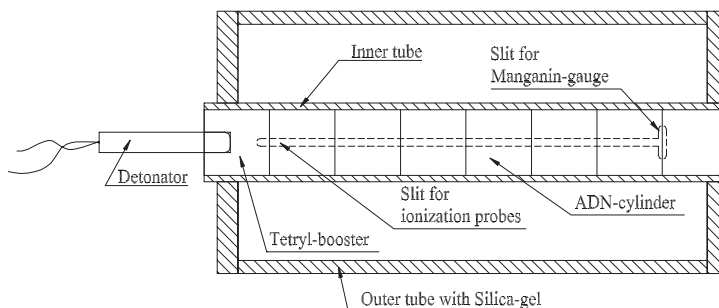 Inner tube
Slit for
Manganin-gauge
Detonator
Slit for
ionization probes
ADN-cylinder
Tetryl-booster
Outer tube with Silica-gel